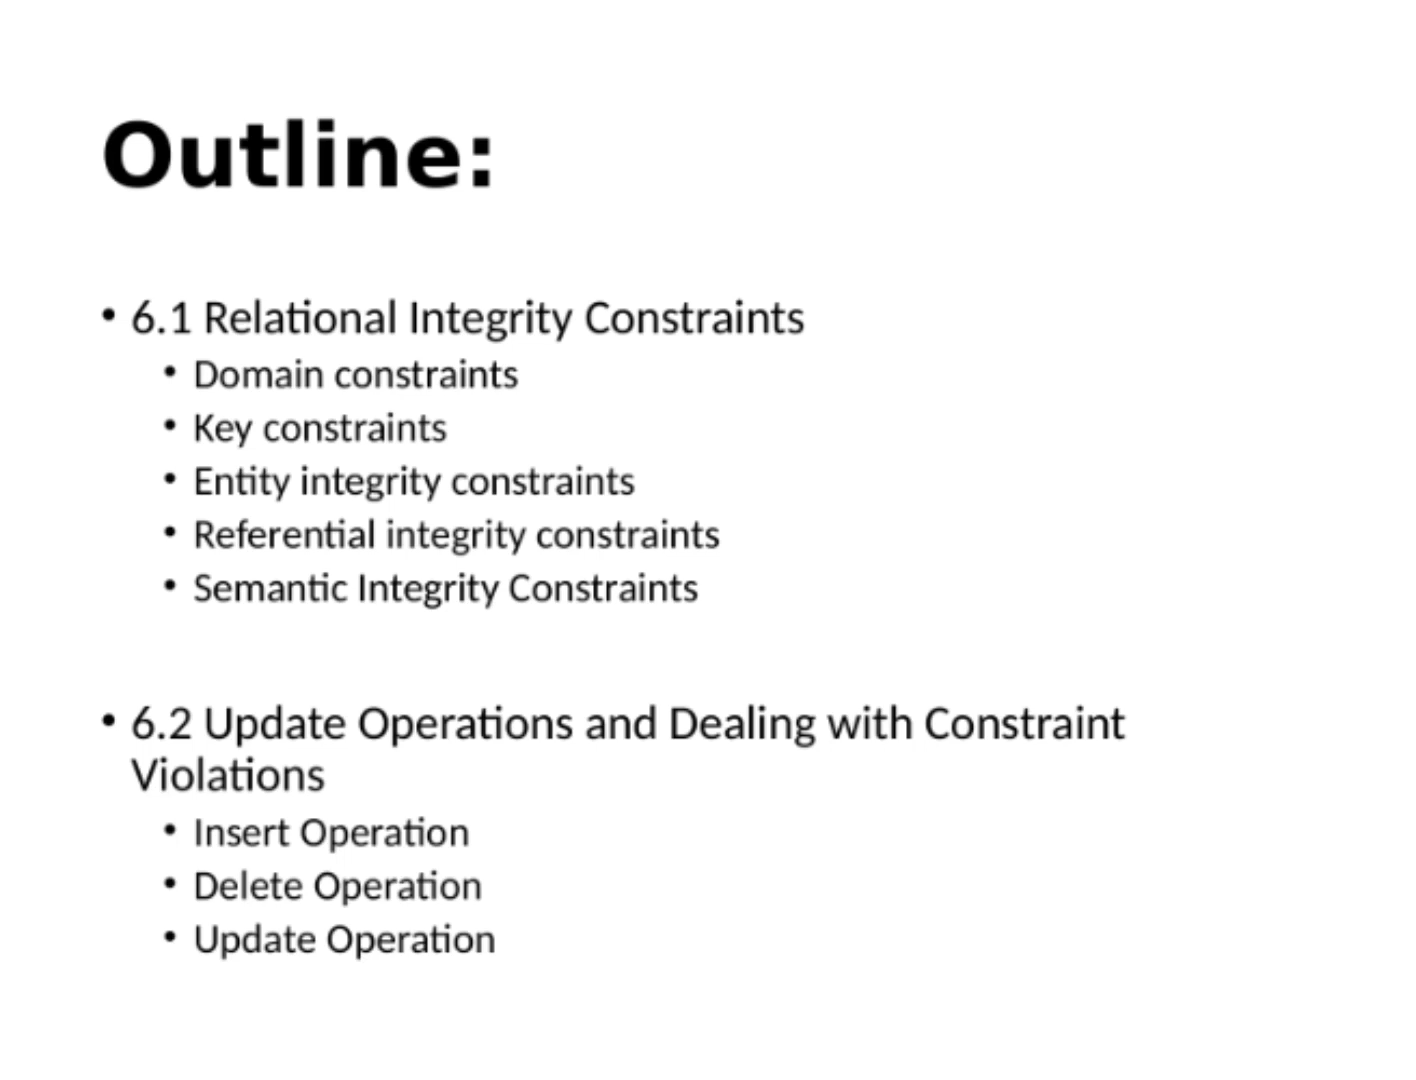 Outline:
• 6.1 Relational Integrity Constraints
• Domain constraints
• Key constraints
• Entity integrity constraints
• Referential integrity constraints
• Semantic Integrity Constraints
• 6.2 Update Operations and Dealing with Constraint
Violations
• Insert Operation
• Delete Operation
• Update Operation